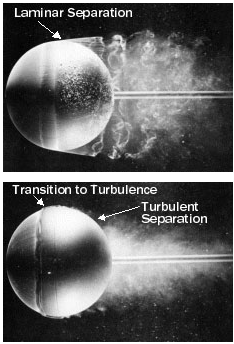 Laminar Separation
Transition to Turbulence
Turbulent
Separation